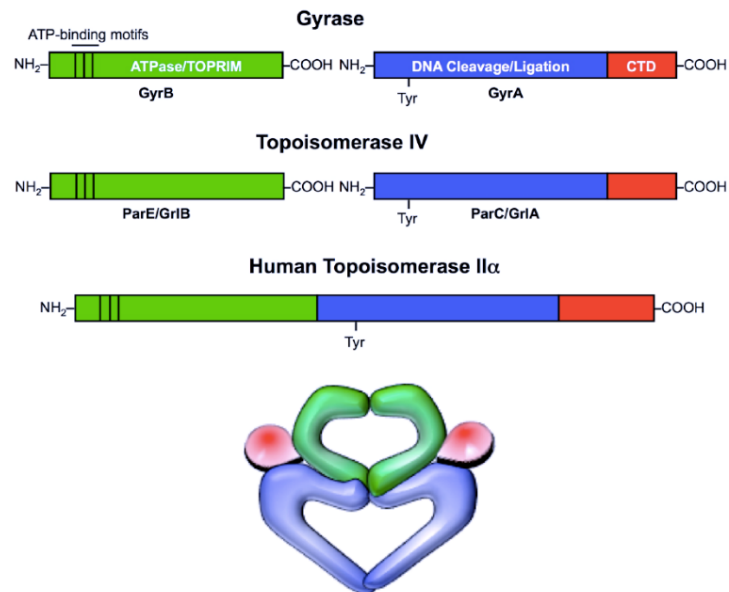 Gyrase
ATP-binding motifs
NH2 ATPase/TOPRIM COOH NH2 DNA Cleavage/Ligation CTD COOH
Tyr
GyrB GyrA
Topoisomerase IV
NH2 COOH NH2 COOH
Tyr
ParE/GrlB ParC/GrlA
Human Topoisomerase IIα
NH2 COOH
Tyr